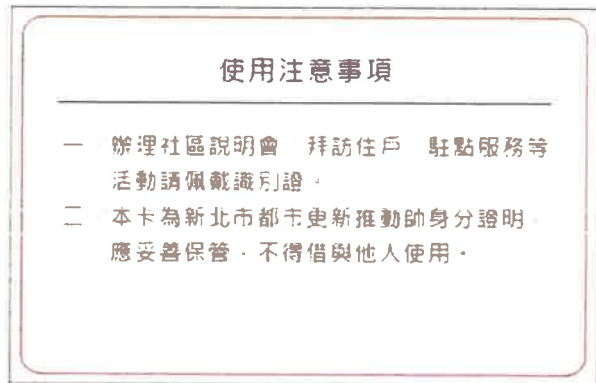 使用注意事項
一 辦理社區說明會 拜訪住戶 駐點服務等
活動請佩戴識別證。
二 本卡為新北市都市更新推動師身分證明
應妥善保管,不得借與他人使用。